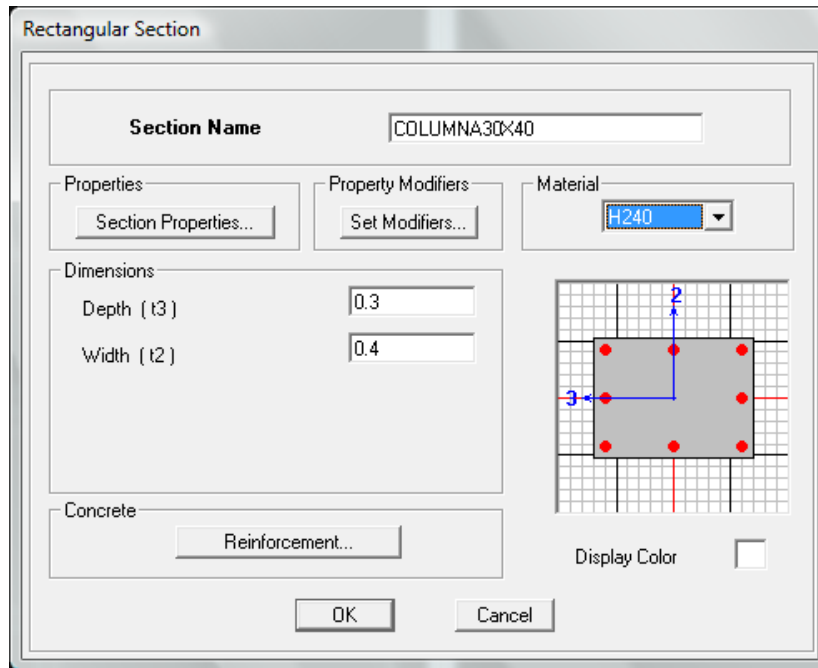 Rectangular Section
Section Name COLUMNA30X40
Properties Property Modifiers Material
Section Properties... Set Modifiers... H240
Dimensions
Depth ( t3 ) 0.3
Width ( t2 ) 0.4
2
3
Concrete
Reinforcement...
Display Color
OK Cancel